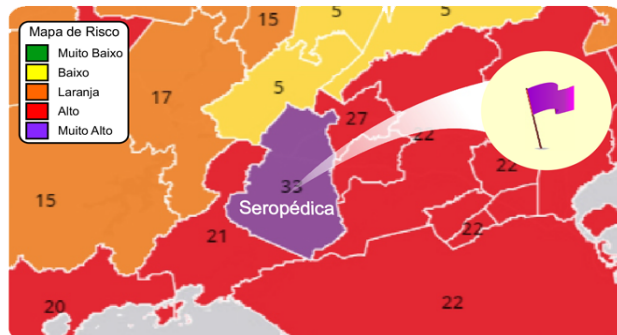 Mapa de Risco
Muito Baixo
Baixo
Laranja
Alto
Muito Alto
15
5
5
5
17
27
22
22
15
33
Seropédica
21
22
20
22